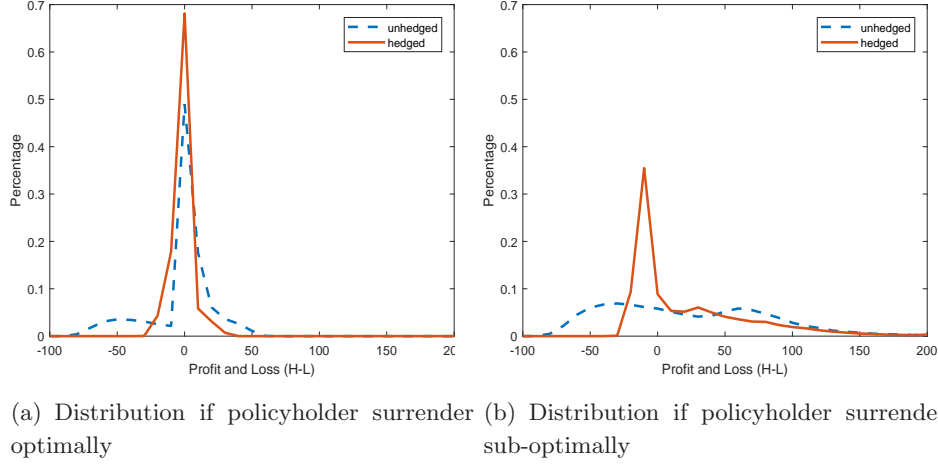 0.7
0.6
0.5
0.4
0.3
0.2
0.1
0
Percentage
-100 -50 0 50 100 150 20
Profit and Loss (H-L)
unhedged
hedged
0.7
0.6
0.5
0.4
0.3
0.2
0.1
0
Percentage
-100 -50 0 50 100 150 200
Profit and Loss (H-L)
unhedged
hedged
(a) Distribution if policyholder surrender
optimally
(b) Distribution if policyholder surrende
sub-optimally